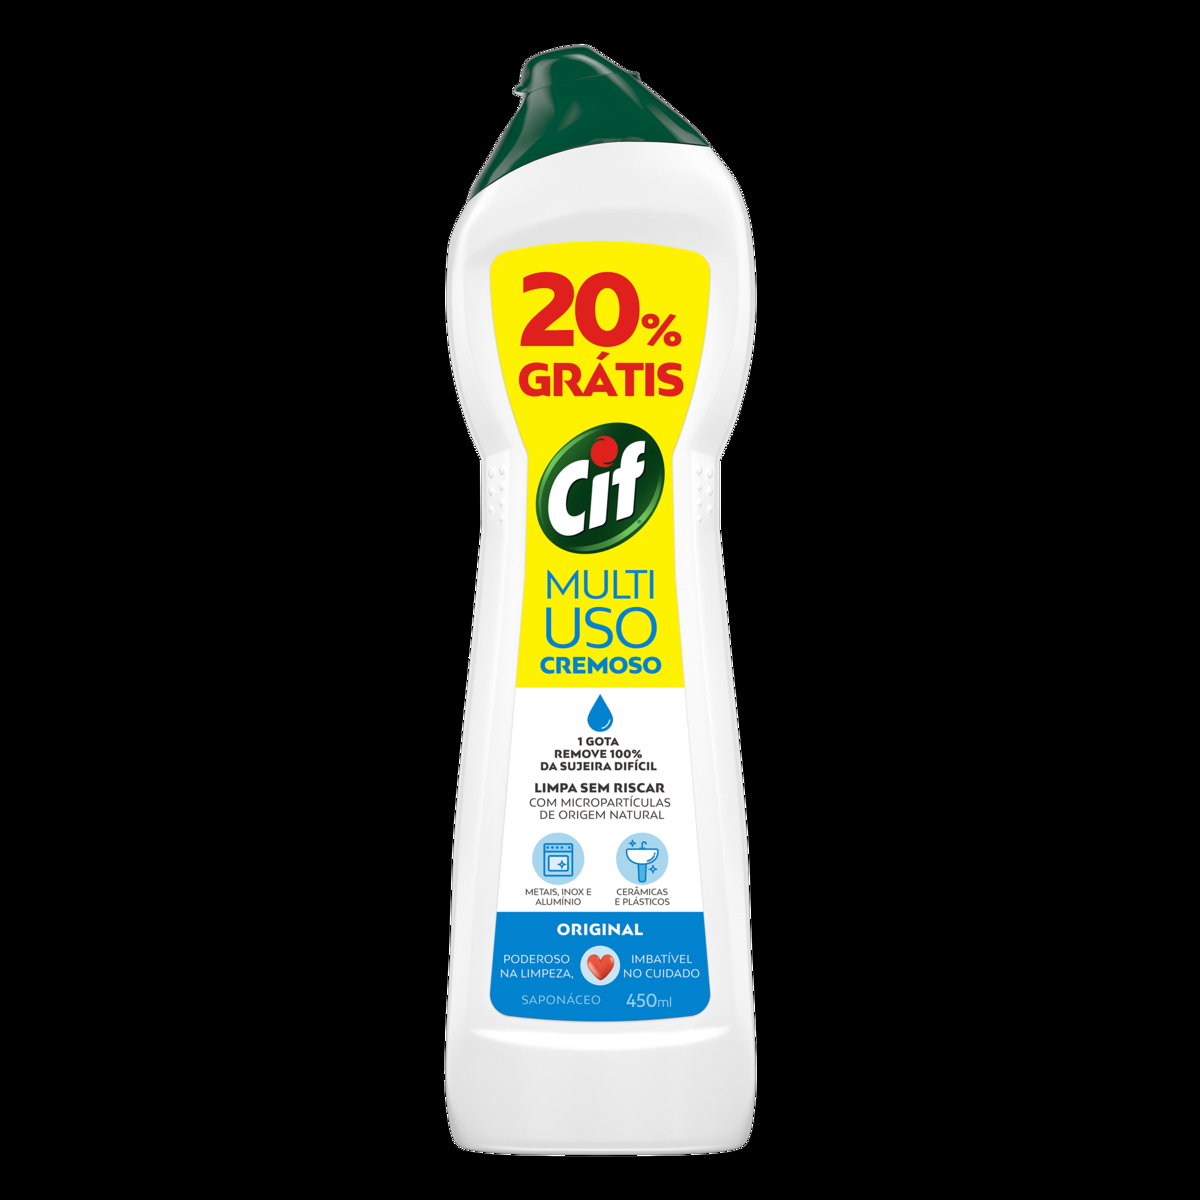 20%
GRÁTIS
Cif
MULTI
USO
CREMOSO
1 GOTA
REMOVE 100%
DA SUJEIRA DIFÍCIL
LIMPA SEM RISCAR
COM MICROPARTÍCULAS
DE ORIGEM NATURAL
METAIS, INOX E
ALUMÍNIO
CERÂMICAS
E PLÁSTICOS
ORIGINAL
PODEROSO
NA LIMPEZA,
IMBATÍVEL
NO CUIDADO
SAPONÁCEO 450ml